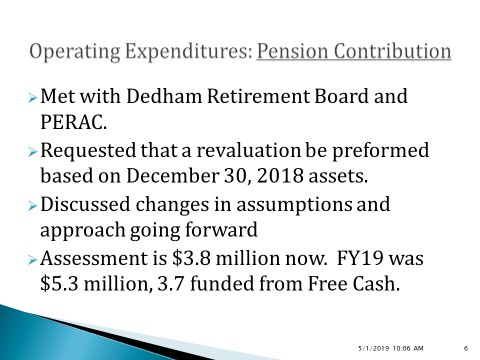 Operating Expenditures: Pension Contribution
Met with Dedham Retirement Board and
PERAC.
Requested that a revaluation be preformed
based on December 30, 2018 assets.
Discussed changes in assumptions and
approach going forward
Assessment is $3.8 million now.  FY19 was
$5.3 million, 3.7 funded from Free Cash.
5/1/2019 10:06 AM
6